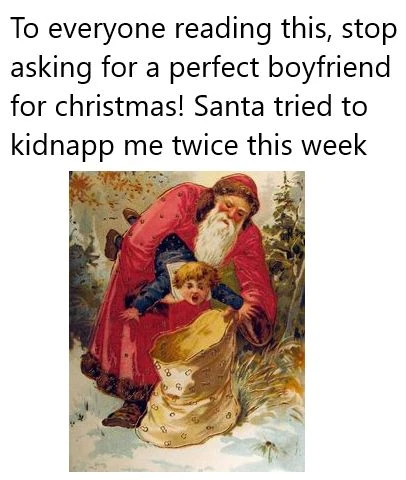 To everyone reading this, stop
asking for a perfect boyfriend
for christmas! Santa tried to
kidnapp me twice this week